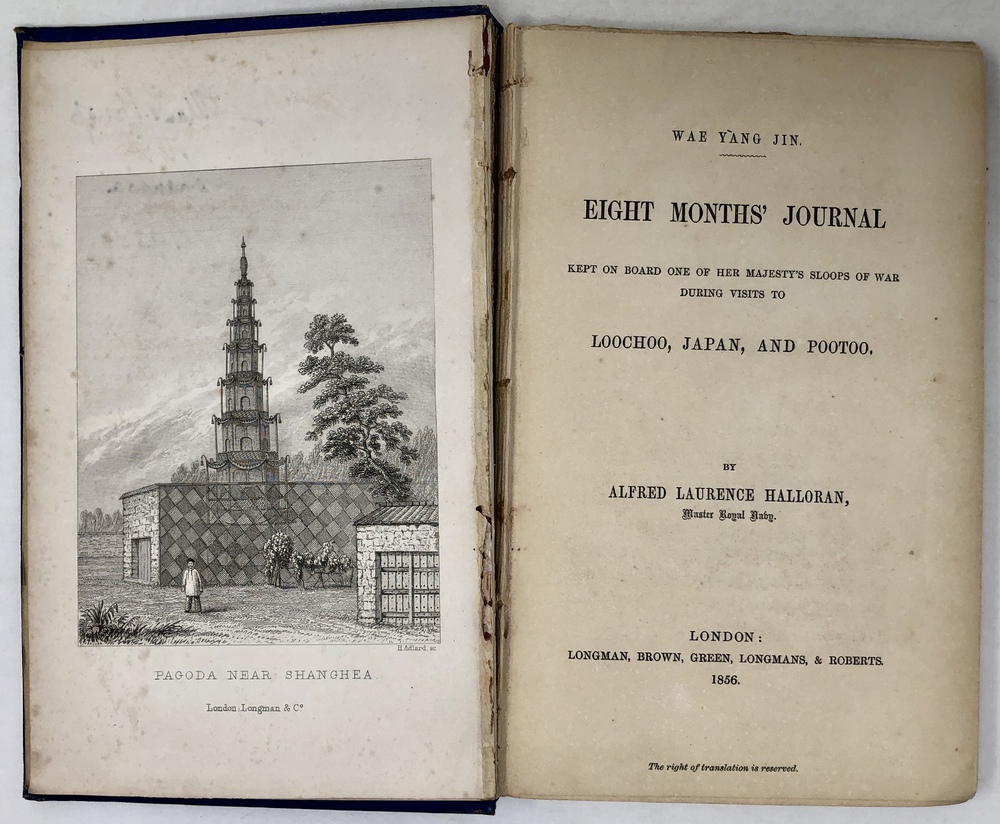 H. Adlard, sc
PAGODA NEAR SHANGHEA
London: Longman & Co
WAE YANG JIN.
EIGHT MONTHS' JOURNAL
KEPT ON BOARD ONE OF HER MAJESTY'S SLOOPS OF WAR
DURING VISITS TO
LOOCHOO, JAPAN, AND POOTOO.
BY
ALFRED LAURENCE HALLORAN,
Master Royal Navy.
LONDON:
LONGMAN, BROWN, GREEN, LONGMANS, & ROBERTS.
1856.
The right of translation is reserved.